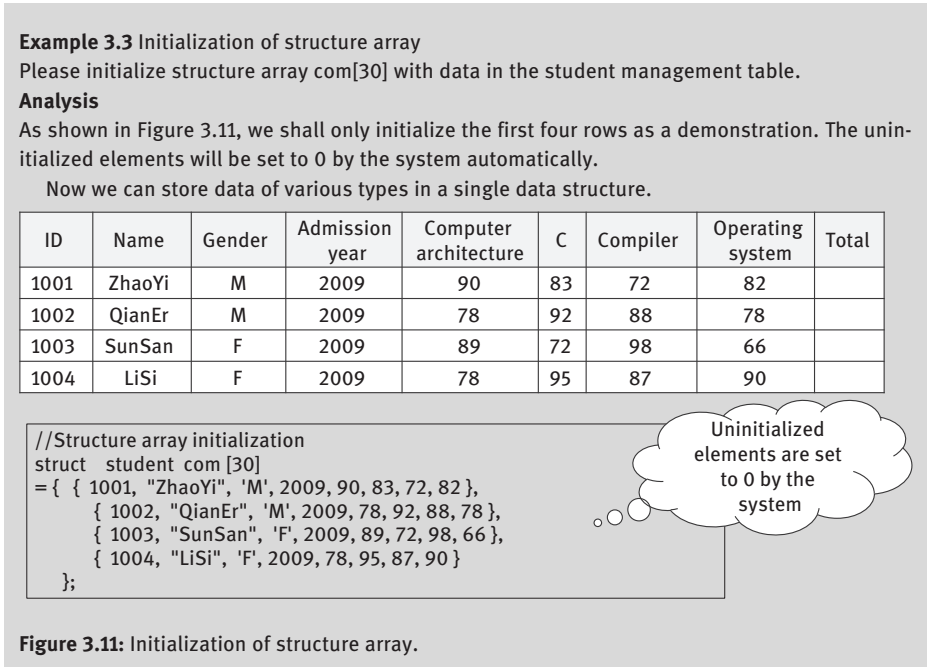 Example 3.3 Initialization of structure array
Please initialize structure array com[30] with data in the student management table.
Analysis
As shown in Figure 3.11, we shall only initialize the first four rows as a demonstration. The unin-
itialized elements will be set to 0 by the system automatically.
Now we can store data of various types in a single data structure.
ID Name Gender Admission year Computer architecture C Compiler Operating system Total
1001 ZhaoYi M 2009 90 83 72 82
1002 QianEr M 2009 78 92 88 78
1003 SunSan F 2009 89 72 98 66
1004 LiSi F 2009 78 95 87 90
//Structure array initialization
struct student com [30]
= { { 1001, "ZhaoYi", 'M', 2009, 90, 83, 72, 82 },
{ 1002, "QianEr", 'M', 2009, 78, 92, 88, 78 },
{ 1003, "SunSan", 'F', 2009, 89, 72, 98, 66 },
{ 1004, "LiSi", 'F', 2009, 78, 95, 87, 90 }
};
Uninitialized
elements are set
to 0 by the
system
Figure 3.11: Initialization of structure array.